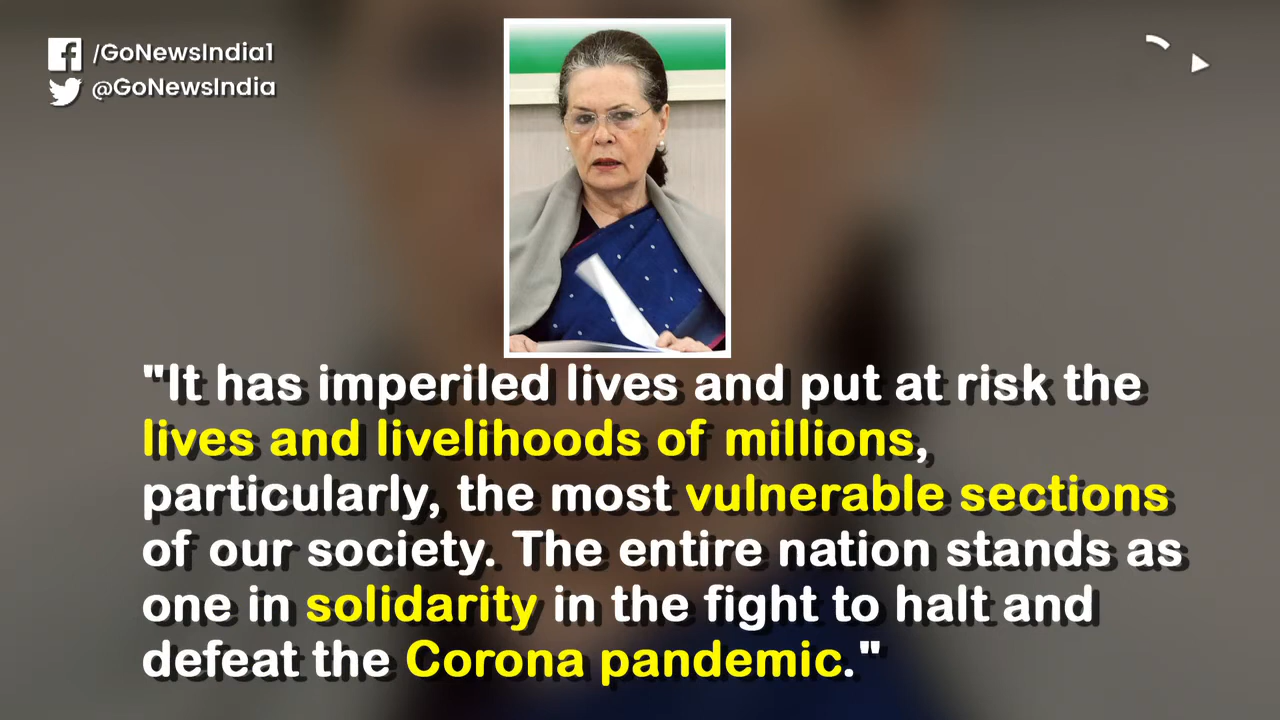 /GoNewsIndia1
@GoNewsIndia
"It has imperiled lives and put at risk the
lives and livelihoods of millions,
particularly, the most vulnerable sections
of our society. The entire nation stands as
one in solidarity in the fight to halt and
defeat the Corona pandemic."